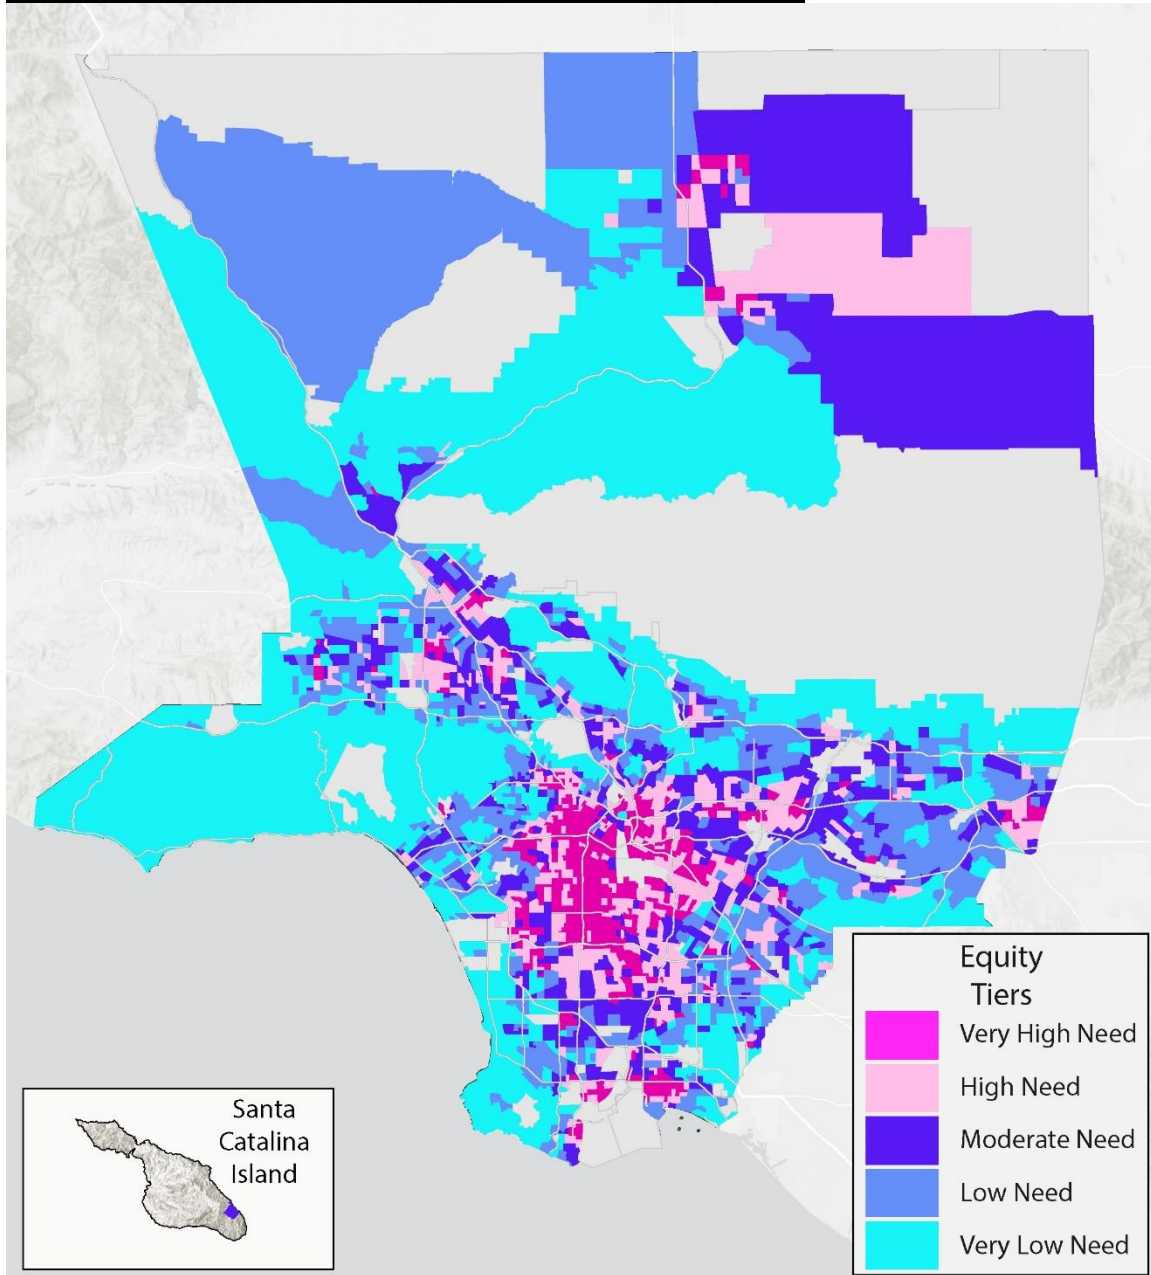 Equity
Tiers
Very High Need
High Need
Moderate Need
Low Need
Very Low Need
Santa
Catalina
Island